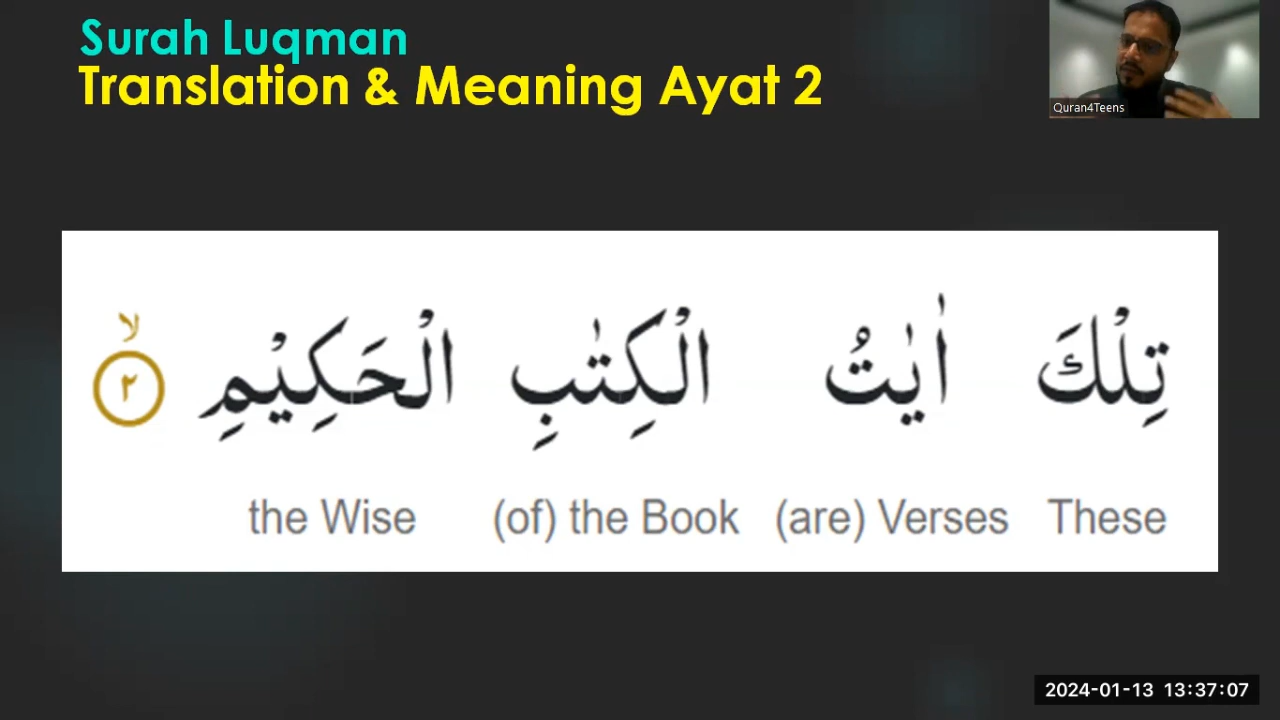 Surah Luqman
Translation & Meaning Ayat 2
Quran4Teens
تِلْكَ اٰيٰتُ الْكِتٰبِ الْحَكِيْمِ ۙ‏﴿۲﴾
These (are) Verses (of) the Book the Wise
2024-01-13 13:37:07